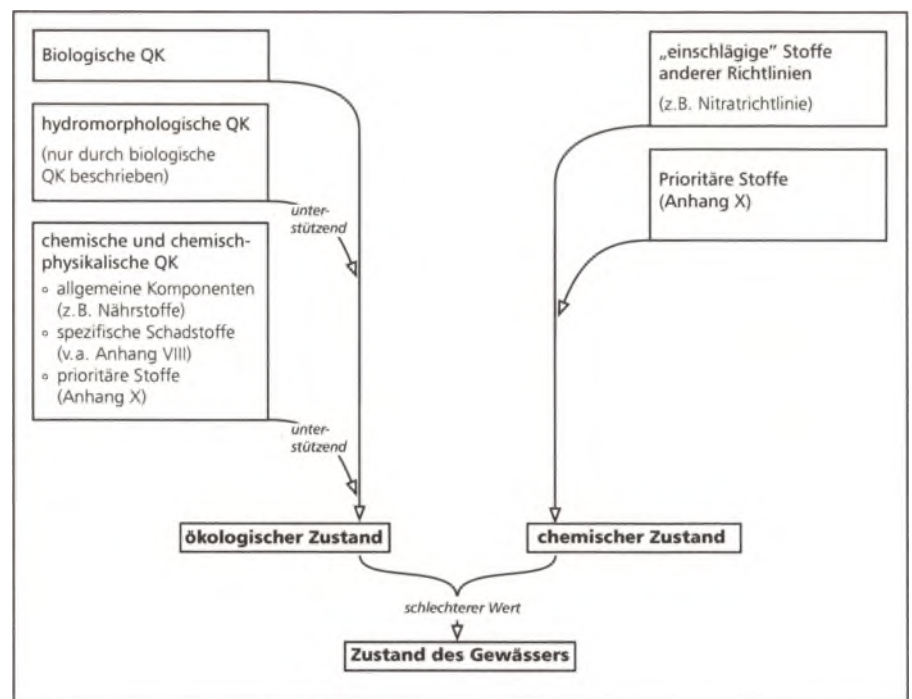 Biologische QK
hydromorphologische QK
(nur durch biologische
QK beschrieben)
unter-
stützend
chemische und chemisch-
physikalische QK
∘ allgemeine Komponenten
(z.B. Nährstoffe)
∘ spezifische Schadstoffe
(v.a. Anhang VIII)
∘ prioritäre Stoffe
(Anhang X)
unter-
stützend
„einschlägige" Stoffe
anderer Richtlinien
(z.B. Nitratrichtlinie)
Prioritäre Stoffe
(Anhang X)
ökologischer Zustand
chemischer Zustand
schlechterer Wert
Zustand des Gewässers